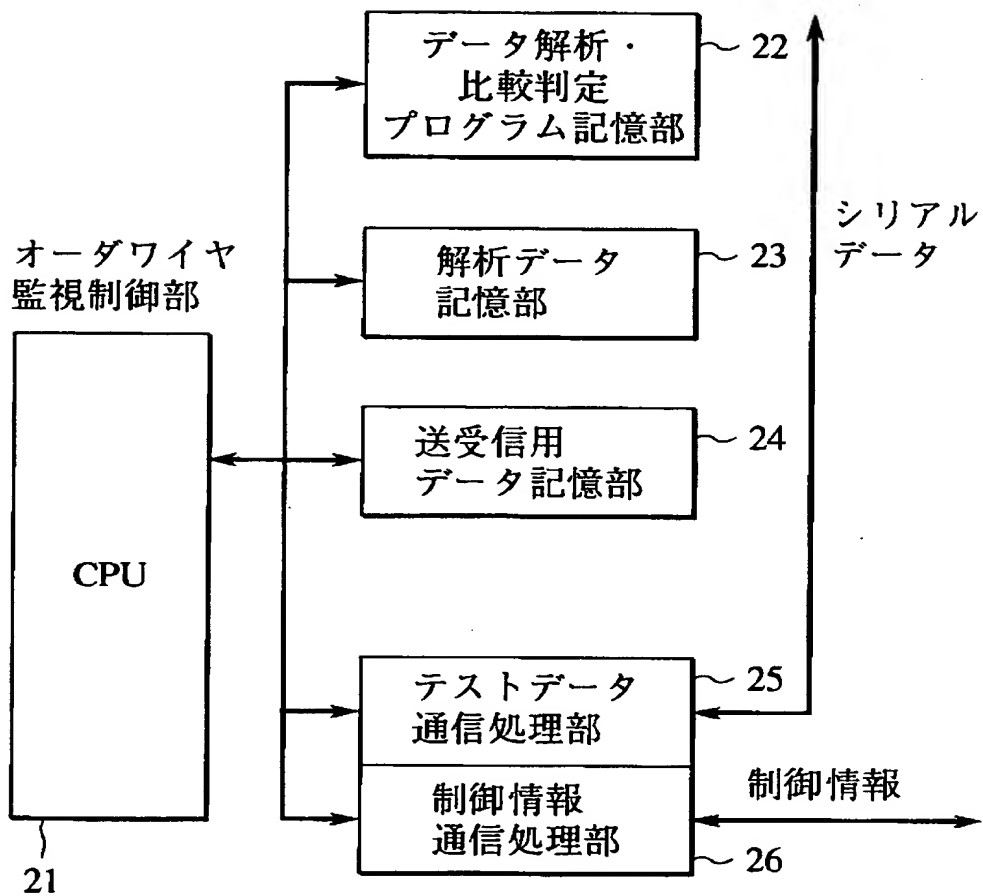 データ解析・
比較判定
プログラム記憶部
22
シリアル
データ
解析データ
記憶部
23
オーダワイヤ
監視制御部
送受信用
データ記憶部
24
CPU
テストデータ
通信処理部
25
制御情報
通信処理部
制御情報
26
21